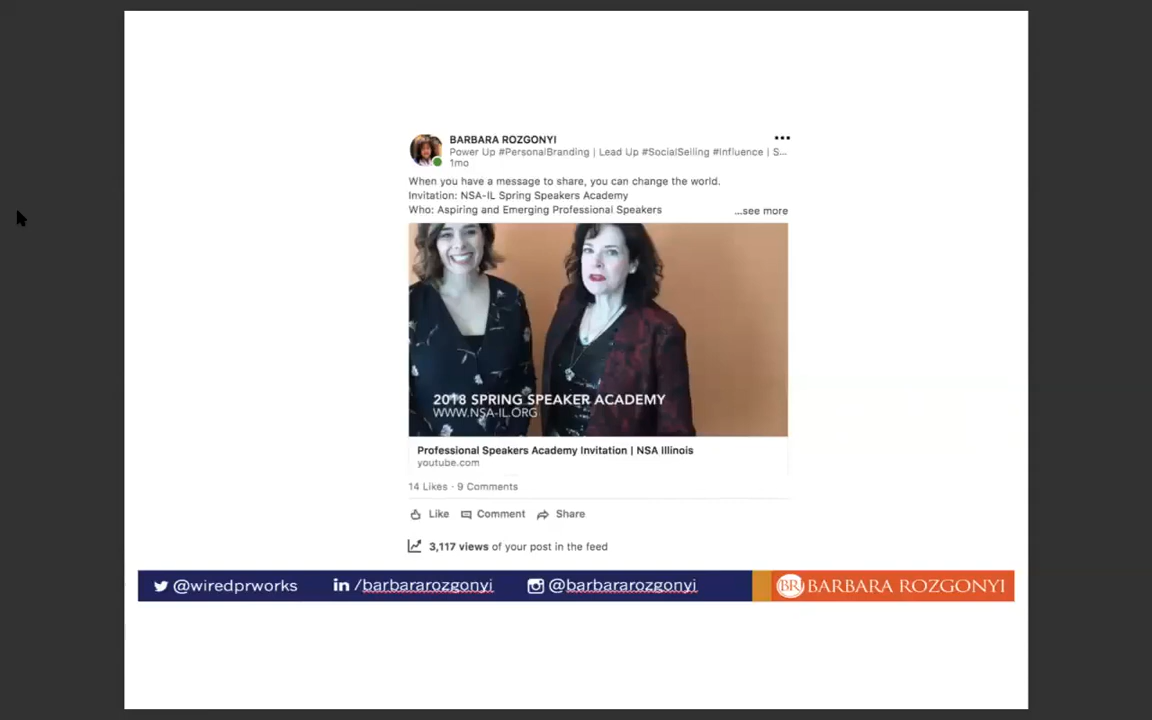 BARBARA ROZGONYI
Power Up #PersonalBranding | Lead Up #SocialSelling #Influence | S...
1mo
When you have a message to share, you can change the world.
Invitation: NSA-IL Spring Speakers Academy
Who: Aspiring and Emerging Professional Speakers
...see more
2018 SPRING SPEAKER ACADEMY
WWW.NSA-IL.ORG
Professional Speakers Academy Invitation | NSA Illinois
youtube.com
14 Likes · 9 Comments
Like Comment Share
3,117 views of your post in the feed
@wiredprworks in /barbararozgonyi @barbararozgonyi BR BARBARA ROZGONYI